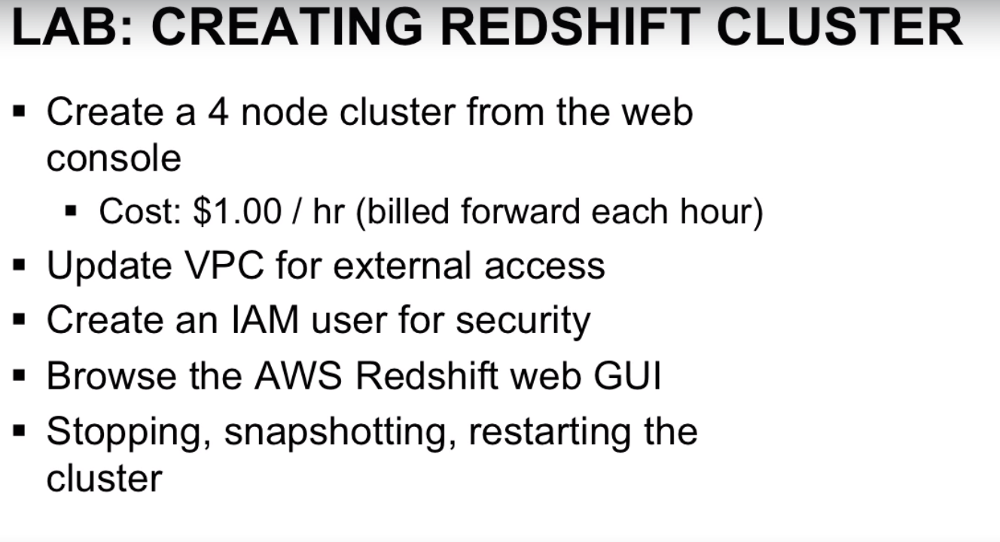 LAB: CREATING REDSHIFT CLUSTER
▪ Create a 4 node cluster from the web
console
▪ Cost: $1.00 / hr (billed forward each hour)
▪ Update VPC for external access
▪ Create an IAM user for security
▪ Browse the AWS Redshift web GUI
▪ Stopping, snapshotting, restarting the
cluster